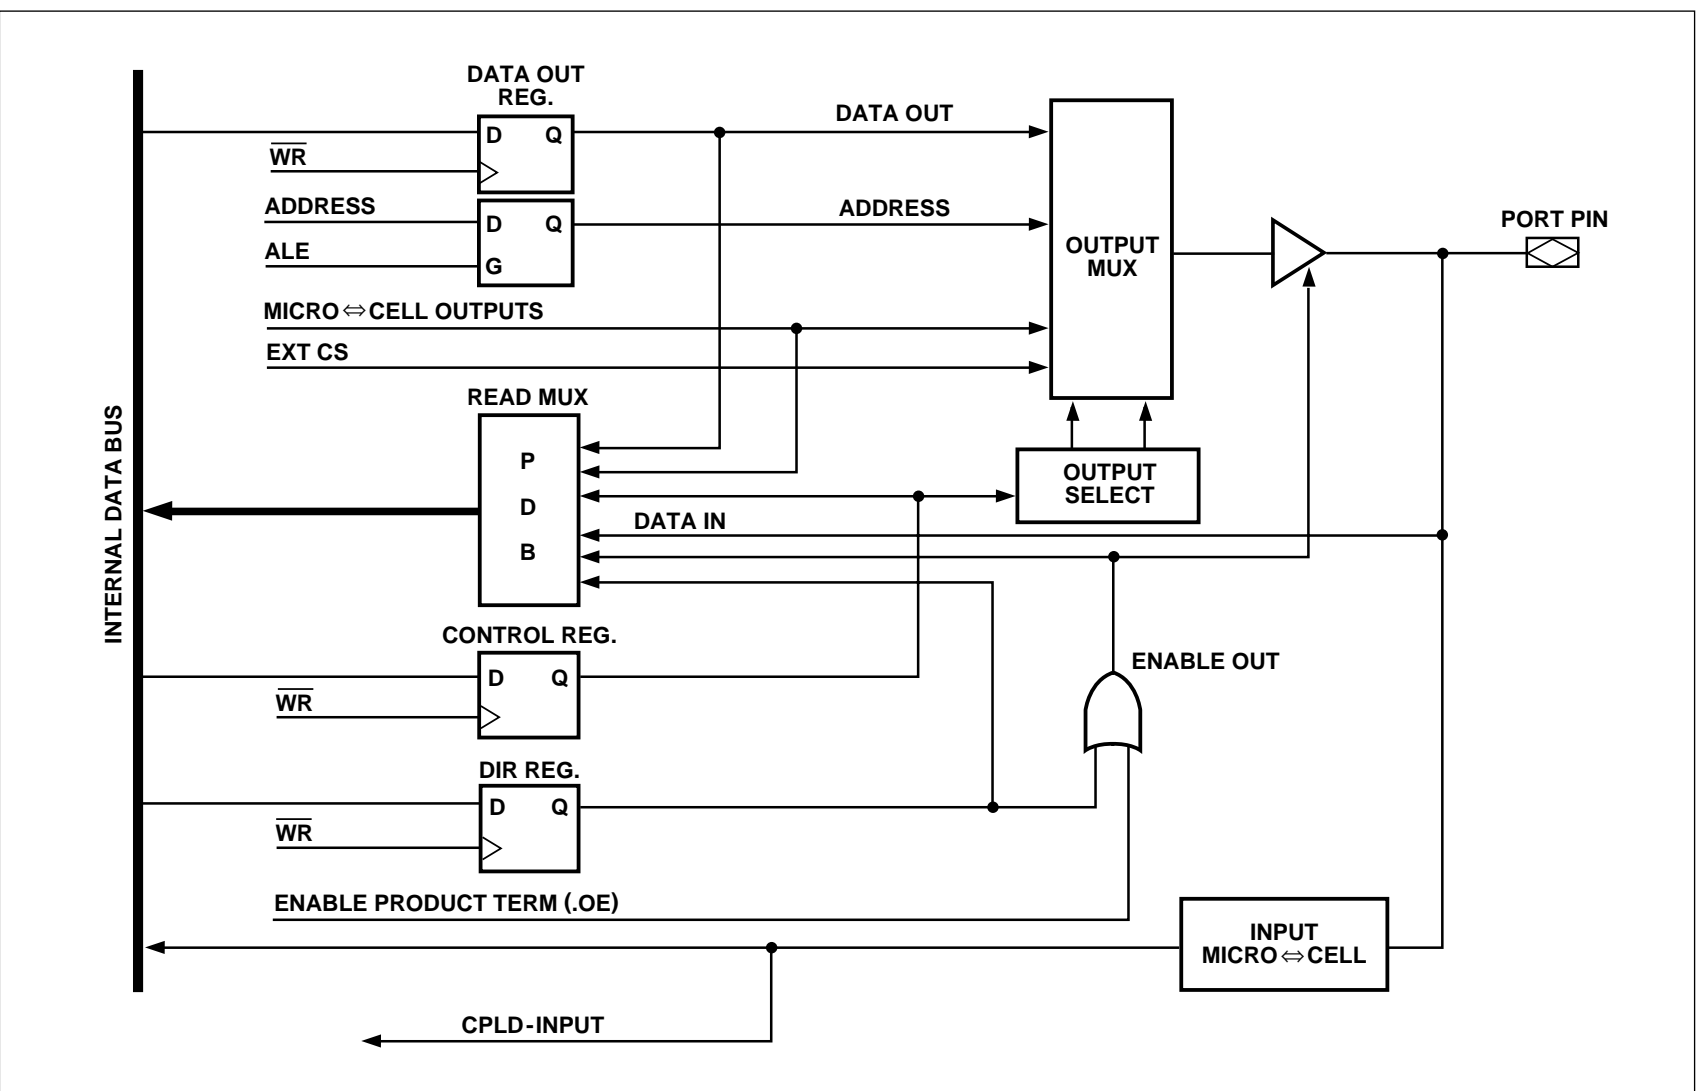 DATA OUT
REG.
D Q
WR
DATA OUT
ADDRESS
D Q
ADDRESS
ALE
G
OUTPUT
MUX
PORT PIN
MICRO⇔CELL OUTPUTS
EXT CS
READ MUX
P
D
B
INTERNAL DATA BUS
OUTPUT
SELECT
DATA IN
CONTROL REG.
D Q
WR
ENABLE OUT
DIR REG.
D Q
WR
ENABLE PRODUCT TERM (.OE)
INPUT
MICRO⇔CELL
CPLD-INPUT